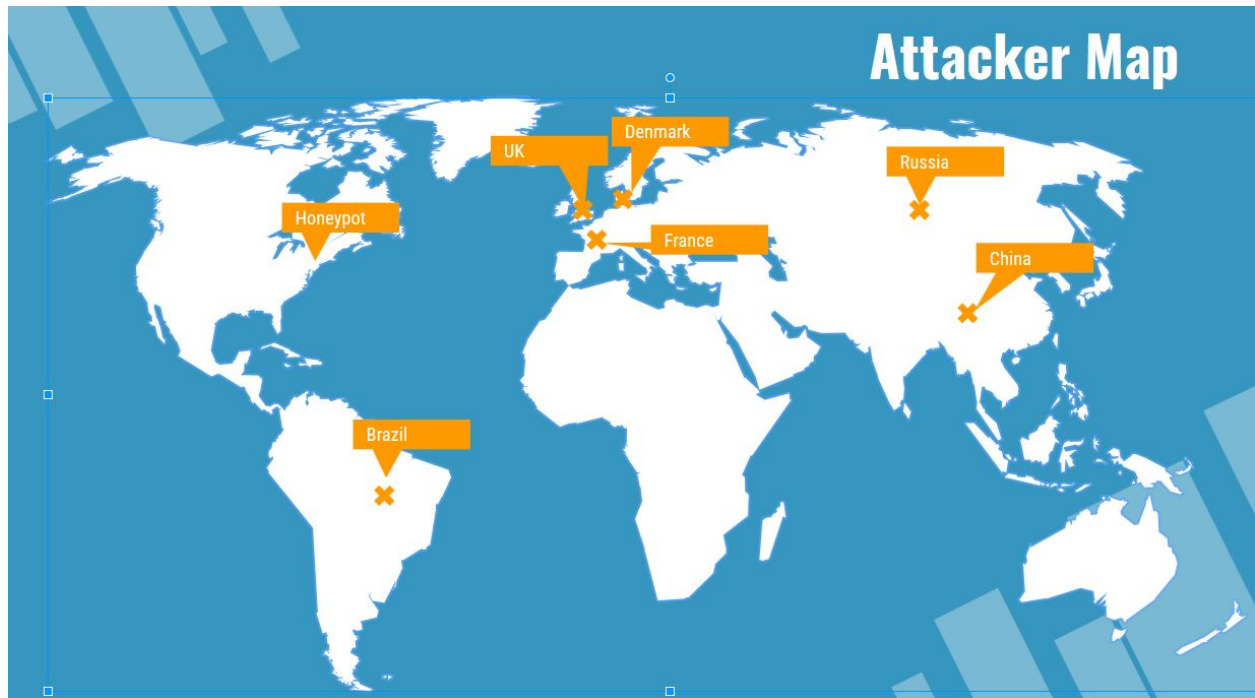 Attacker Map
Denmark
UK
Russia
Honeypot
France
China
Brazil